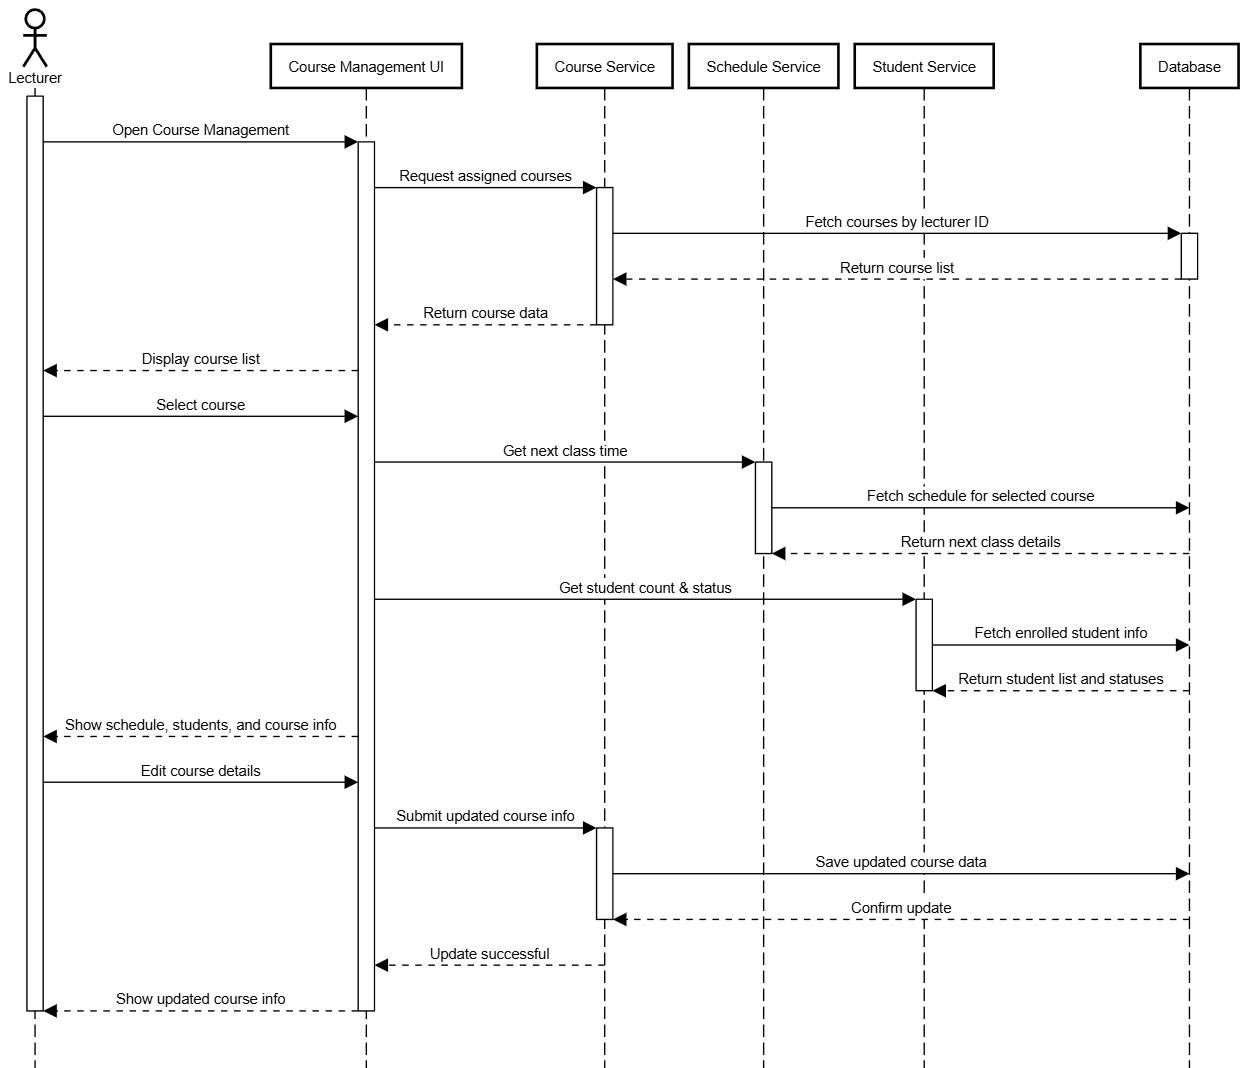 Lecturer
Course Management UI
Course Service
Schedule Service
Student Service
Database
Open Course Management
Request assigned courses
Fetch courses by lecturer ID
Return course list
Return course data
Display course list
Select course
Get next class time
Fetch schedule for selected course
Return next class details
Get student count & status
Fetch enrolled student info
Return student list and statuses
Show schedule, students, and course info
Edit course details
Submit updated course info
Save updated course data
Confirm update
Update successful
Show updated course info